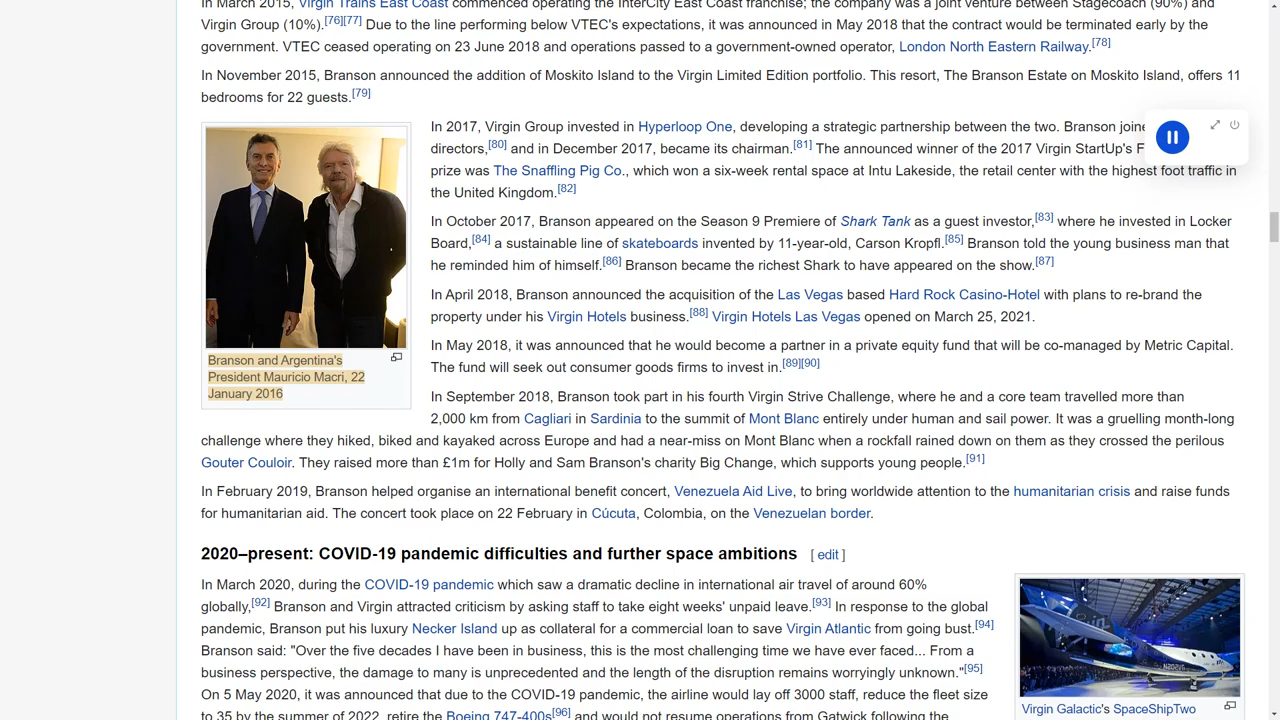 In March 2015, Virgin Trains East Coast commenced operating the InterCity East Coast franchise; the company was a joint venture between Stagecoach (90%) and
Virgin Group (10%).[76][77] Due to the line performing below VTEC's expectations, it was announced in May 2018 that the contract would be terminated early by the
government. VTEC ceased operating on 23 June 2018 and operations passed to a government-owned operator, London North Eastern Railway.[78]
In November 2015, Branson announced the addition of Moskito Island to the Virgin Limited Edition portfolio. This resort, The Branson Estate on Moskito Island, offers 11
bedrooms for 22 guests.[79]
Branson and Argentina's
President Mauricio Macri, 22
January 2016
In 2017, Virgin Group invested in Hyperloop One, developing a strategic partnership between the two. Branson joine
directors,[80] and in December 2017, became its chairman.[81] The announced winner of the 2017 Virgin StartUp's F
prize was The Snaffling Pig Co., which won a six-week rental space at Intu Lakeside, the retail center with the highest foot traffic in
the United Kingdom.[82]
In October 2017, Branson appeared on the Season 9 Premiere of Shark Tank as a guest investor,[83] where he invested in Locker
Board,[84] a sustainable line of skateboards invented by 11-year-old, Carson Kropfl.[85] Branson told the young business man that
he reminded him of himself.[86] Branson became the richest Shark to have appeared on the show.[87]
In April 2018, Branson announced the acquisition of the Las Vegas based Hard Rock Casino-Hotel with plans to re-brand the
property under his Virgin Hotels business.[88] Virgin Hotels Las Vegas opened on March 25, 2021.
In May 2018, it was announced that he would become a partner in a private equity fund that will be co-managed by Metric Capital.
The fund will seek out consumer goods firms to invest in.[89][90]
In September 2018, Branson took part in his fourth Virgin Strive Challenge, where he and a core team travelled more than
2,000 km from Cagliari in Sardinia to the summit of Mont Blanc entirely under human and sail power. It was a gruelling month-long
challenge where they hiked, biked and kayaked across Europe and had a near-miss on Mont Blanc when a rockfall rained down on them as they crossed the perilous
Gouter Couloir. They raised more than £1m for Holly and Sam Branson's charity Big Change, which supports young people.[91]
In February 2019, Branson helped organise an international benefit concert, Venezuela Aid Live, to bring worldwide attention to the humanitarian crisis and raise funds
for humanitarian aid. The concert took place on 22 February in Cúcuta, Colombia, on the Venezuelan border.
2020–present: COVID-19 pandemic difficulties and further space ambitions [ edit ]
In March 2020, during the COVID-19 pandemic which saw a dramatic decline in international air travel of around 60%
globally,[92] Branson and Virgin attracted criticism by asking staff to take eight weeks' unpaid leave.[93] In response to the global
pandemic, Branson put his luxury Necker Island up as collateral for a commercial loan to save Virgin Atlantic from going bust.[94]
Branson said: "Over the five decades I have been in business, this is the most challenging time we have ever faced... From a
business perspective, the damage to many is unprecedented and the length of the disruption remains worryingly unknown."[95]
On 5 May 2020, it was announced that due to the COVID-19 pandemic, the airline would lay off 3000 staff, reduce the fleet size
to 35 by the summer of 2022, retire the Boeing 747-400s[96] and would not resume operations from Gatwick following the
Virgin Galactic's SpaceShipTwo